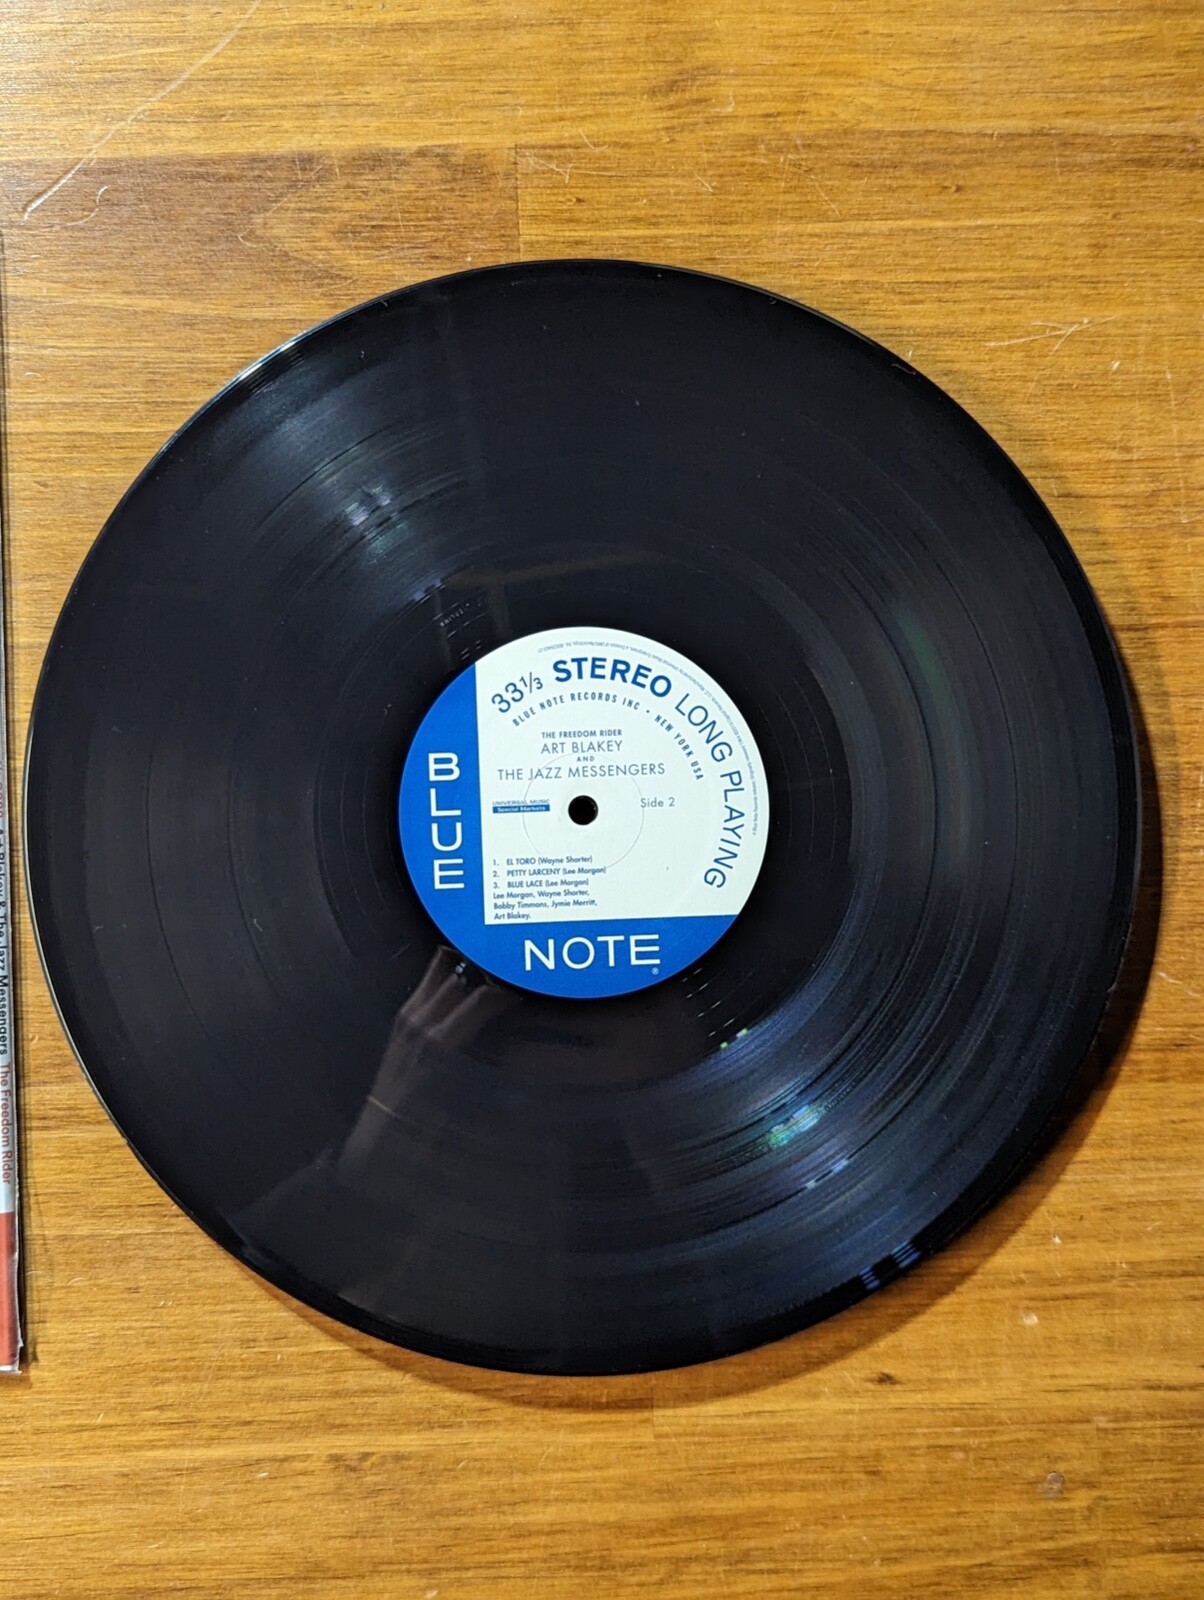 33⅓ STEREO LONG PLAYING
BLUE NOTE RECORDS INC • NEW YORK USA
THE FREEDOM RIDER
ART BLAKEY
AND
THE JAZZ MESSENGERS
UNIVERSAL MUSIC
Special Markets
Side 2
1. EL TORO (Wayne Shorter)
2. PETTY LARCENY (Lee Morgan)
3. BLUE LACE (Lee Morgan)
Lee Morgan, Wayne Shorter,
Bobby Timmons, Jymie Merritt,
Art Blakey.
BLUE
NOTE
®
Art Blakey & The Jazz Messengers The Freedom Rider